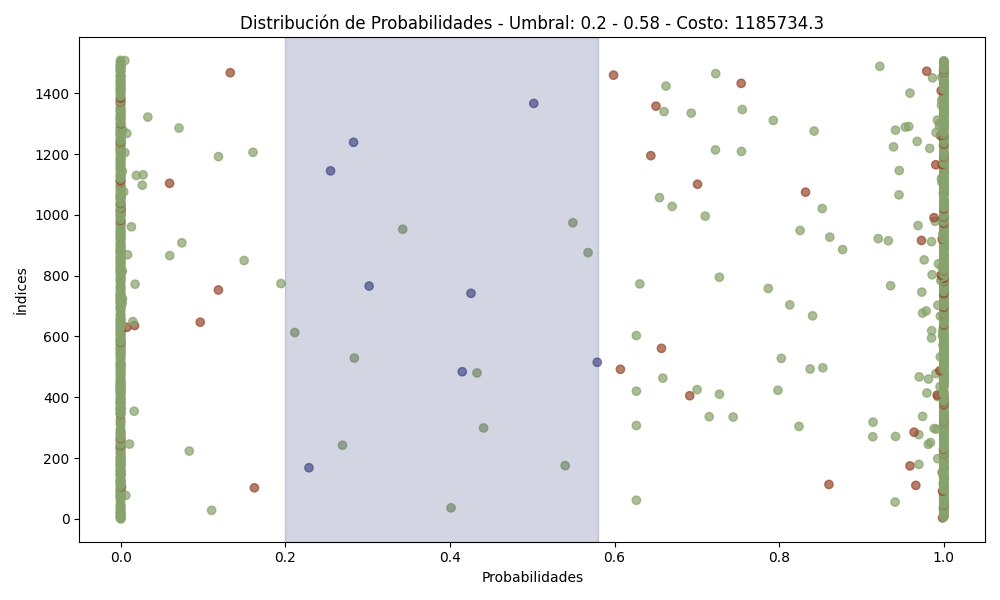 Distribución de Probabilidades - Umbral: 0.2 - 0.58 - Costo: 1185734.3
Índices
1400
1200
1000
800
600
400
200
0
0.0 0.2 0.4 0.6 0.8 1.0
Probabilidades